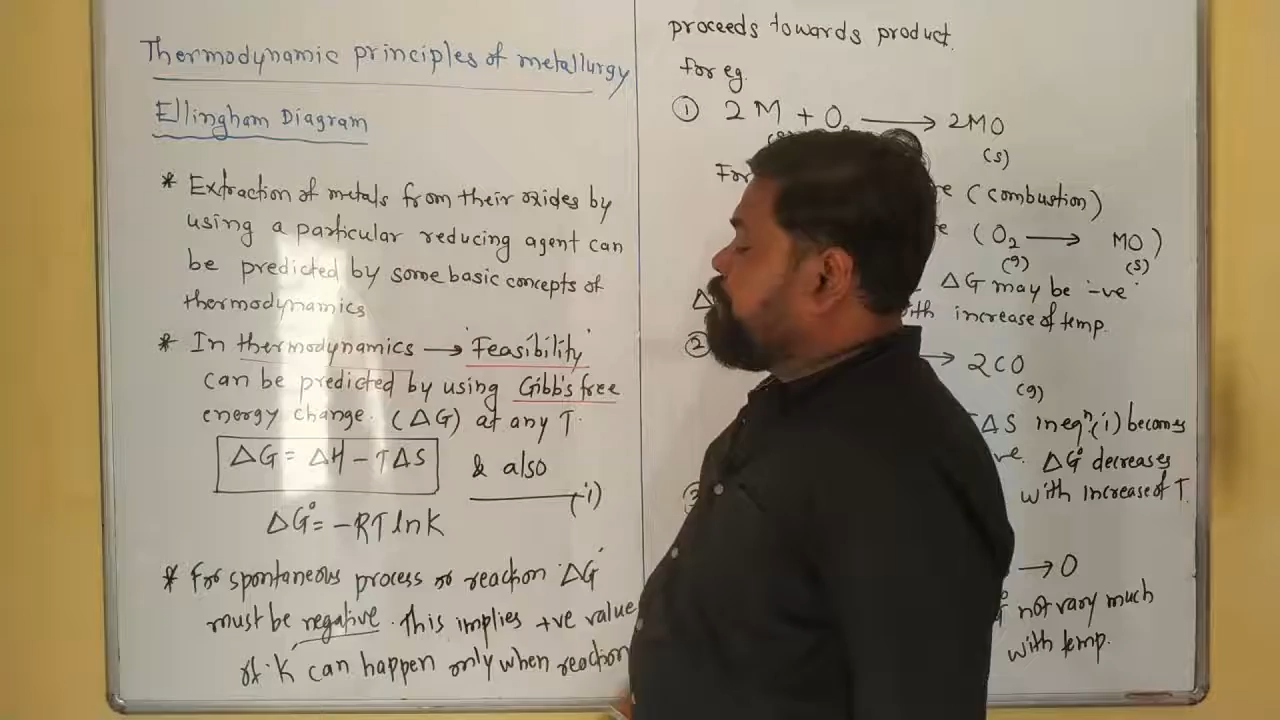 Thermodynamic principles of metallurgy
Ellingham Diagram
* Extraction of metals from their oxides by
using a particular reducing agent can
be predicted by some basic concepts of
thermodynamics
* In thermodynamics → 'Feasibility'
can be predicted by using Gibb's free
energy change. (ΔG) at any T.
ΔG = ΔH - TΔS & also
(i)
ΔG° = -RT ln K
* For spontaneous process or reaction 'ΔG'
must be negative. This implies +ve value
of 'K' can happen only when reaction
proceeds towards product.
for eg.
① 2M + O₂ → 2MO
(s)
For (combustion)
(O₂ → MO)
(g) (s)
ΔG may be '-ve'
with increase of temp.
② → 2CO
(g)
ΔS in eqⁿ (i) becomes
ve. ΔG° decreases
with increase of T.
→ O
not vary much
with temp.